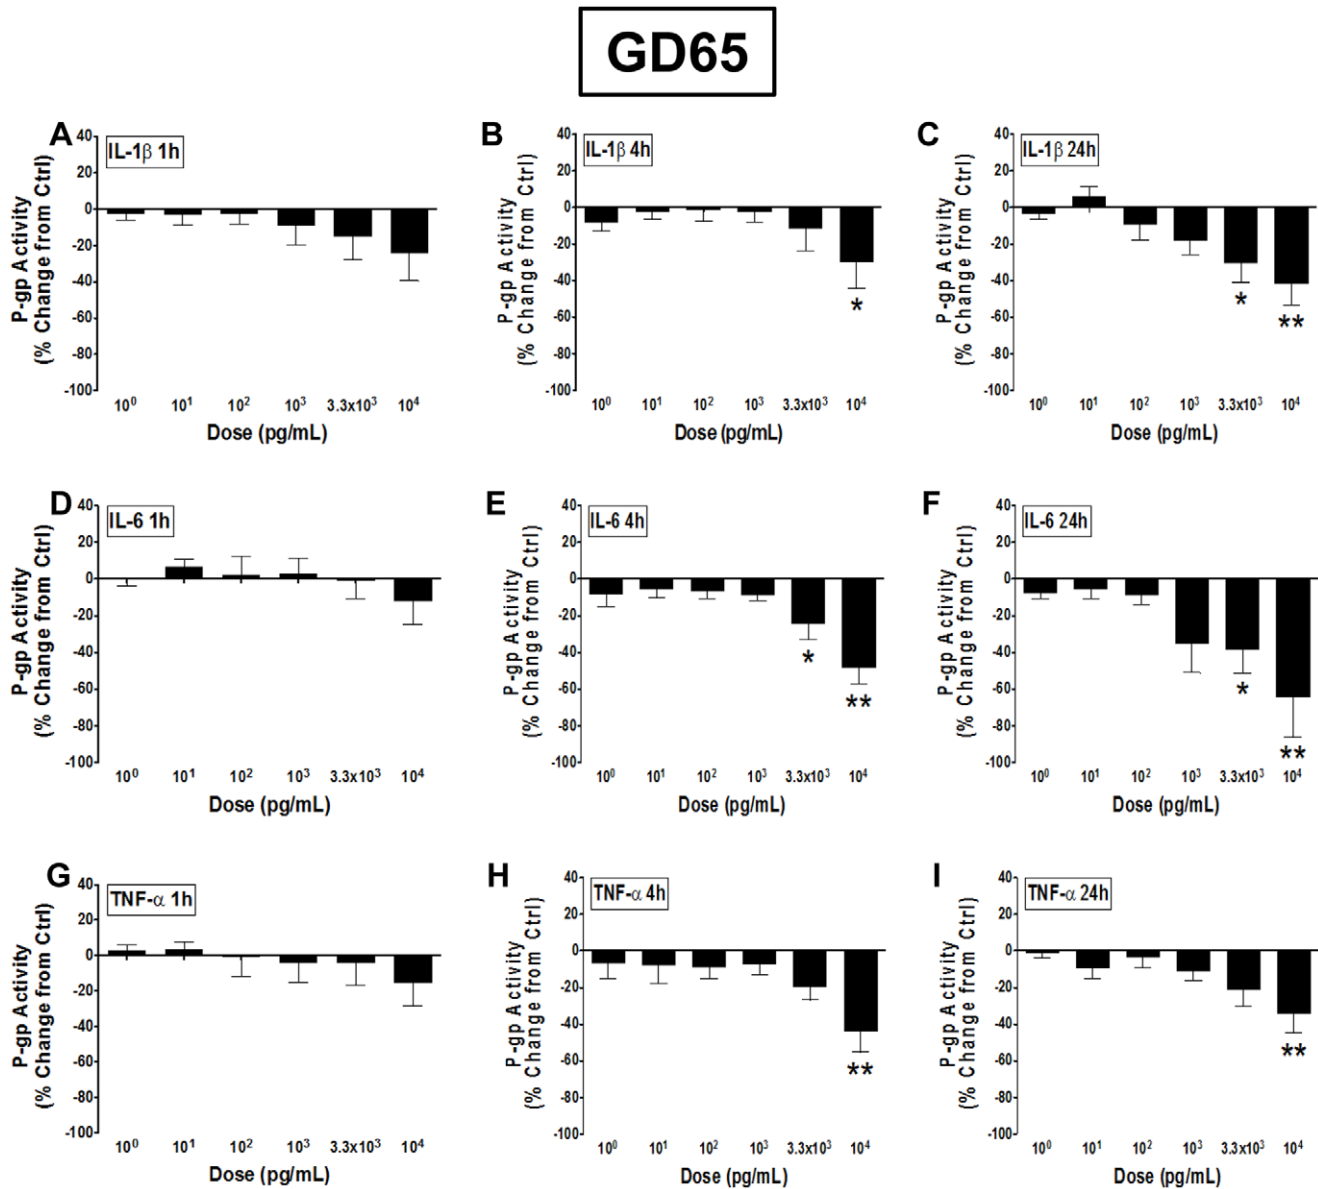 GD65
A
IL-1β 1h
P-gp Activity
(% Change from Ctrl)
40
20
0
-20
-40
-60
-80
-100
10⁰ 10¹ 10² 10³ 3.3x10³ 10⁴
Dose (pg/mL)
B
IL-1β 4h
P-gp Activity
(% Change from Ctrl)
40
20
0
-20
-40
-60
-80
-100
*
10⁰ 10¹ 10² 10³ 3.3x10³ 10⁴
Dose (pg/mL)
C
IL-1β 24h
P-gp Activity
(% Change from Ctrl)
40
20
0
-20
-40
-60
-80
-100
* **
10⁰ 10¹ 10² 10³ 3.3x10³ 10⁴
Dose (pg/mL)
D
IL-6 1h
P-gp Activity
(% Change from Ctrl)
40
20
0
-20
-40
-60
-80
-100
10⁰ 10¹ 10² 10³ 3.3x10³ 10⁴
Dose (pg/mL)
E
IL-6 4h
P-gp Activity
(% Change from Ctrl)
40
20
0
-20
-40
-60
-80
-100
* **
10⁰ 10¹ 10² 10³ 3.3x10³ 10⁴
Dose (pg/mL)
F
IL-6 24h
P-gp Activity
(% Change from Ctrl)
40
20
0
-20
-40
-60
-80
-100
* **
10⁰ 10¹ 10² 10³ 3.3x10³ 10⁴
Dose (pg/mL)
G
TNF-α 1h
P-gp Activity
(% Change from Ctrl)
40
20
0
-20
-40
-60
-80
-100
10⁰ 10¹ 10² 10³ 3.3x10³ 10⁴
Dose (pg/mL)
H
TNF-α 4h
P-gp Activity
(% Change from Ctrl)
40
20
0
-20
-40
-60
-80
-100
**
10⁰ 10¹ 10² 10³ 3.3x10³ 10⁴
Dose (pg/mL)
I
TNF-α 24h
P-gp Activity
(% Change from Ctrl)
40
20
0
-20
-40
-60
-80
-100
**
10⁰ 10¹ 10² 10³ 3.3x10³ 10⁴
Dose (pg/mL)